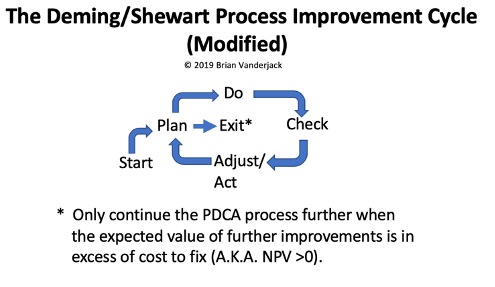 The Deming/Shewart Process Improvement Cycle
(Modified)
© 2019 Brian Vanderjack
Do
Plan
Exit*
Check
Start
Adjust/
Act
* Only continue the PDCA process further when
the expected value of further improvements is in
excess of cost to fix (A.K.A. NPV >0).